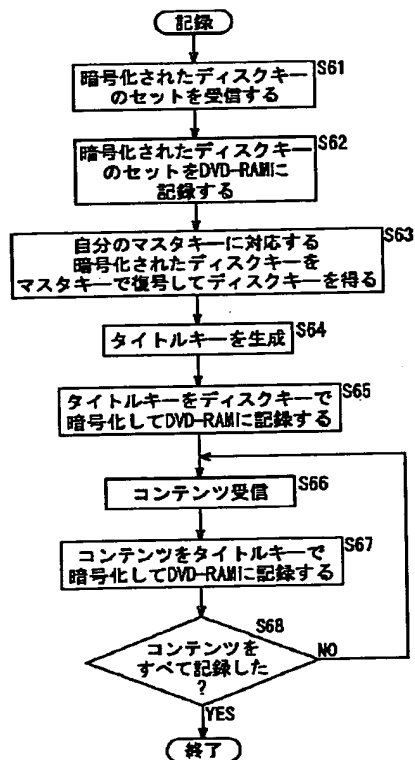 記録
S61
暗号化されたディスクキー
のセットを受信する
S62
暗号化されたディスクキー
のセットをDVD-RAMに
記録する
S63
自分のマスタキーに対応する
暗号化されたディスクキーを
マスタキーで復号してディスクキーを得る
S64
タイトルキーを生成
S65
タイトルキーをディスクキーで
暗号化してDVD-RAMに記録する
S66
コンテンツ受信
S67
コンテンツをタイトルキーで
暗号化してDVD-RAMに記録する
S68
コンテンツを
すべて記録した
?
NO
YES
終了